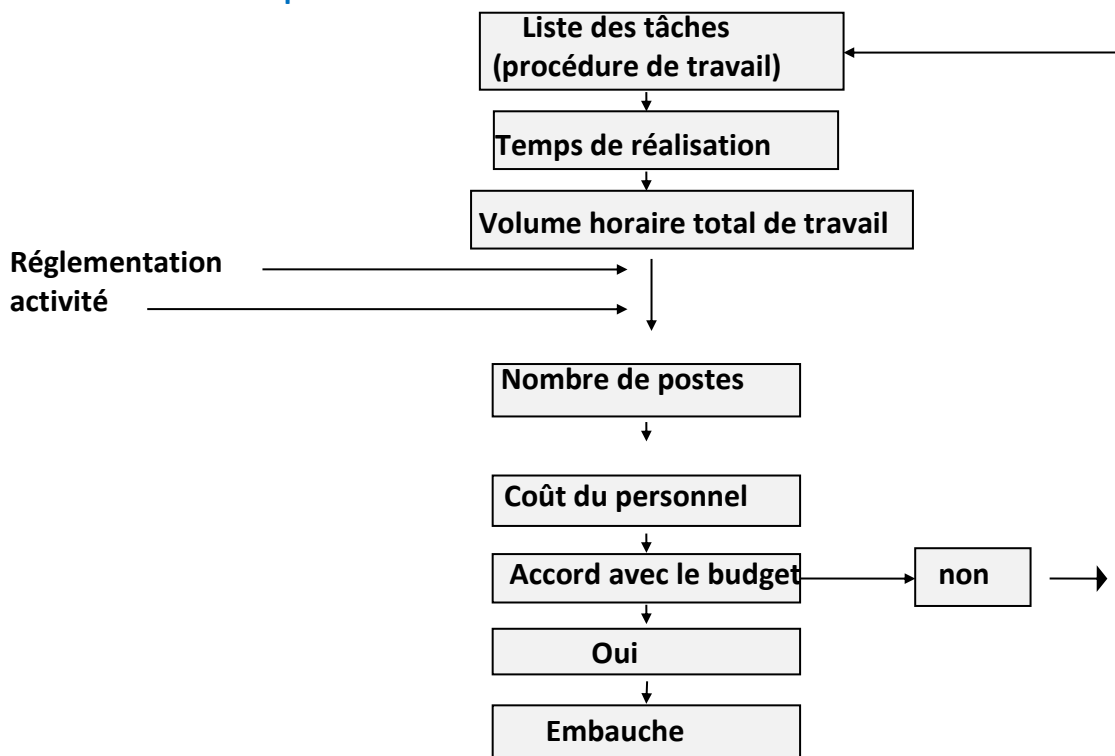 Liste des tâches
(procédure de travail)
Temps de réalisation
Volume horaire total de travail
Réglementation
activité
Nombre de postes
Coût du personnel
Accord avec le budget
non
Oui
Embauche